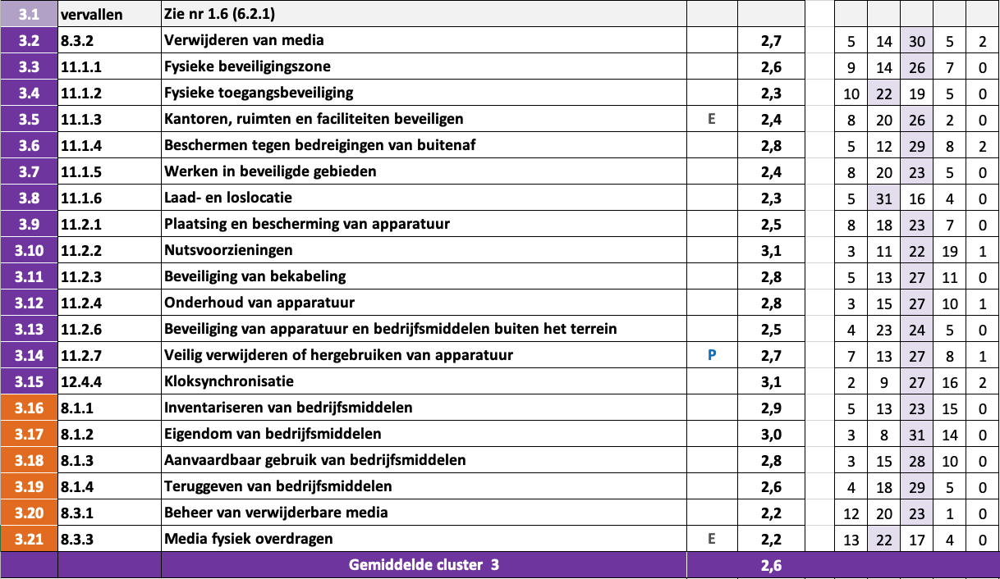 3.1 vervallen Zie nr 1.6 (6.2.1)
3.2 8.3.2 Verwijderen van media 2,7 5 14 30 5 2
3.3 11.1.1 Fysieke beveiligingszone 2,6 9 14 26 7 0
3.4 11.1.2 Fysieke toegangsbeveiliging 2,3 10 22 19 5 0
3.5 11.1.3 Kantoren, ruimten en faciliteiten beveiligen E 2,4 8 20 26 2 0
3.6 11.1.4 Beschermen tegen bedreigingen van buitenaf 2,8 5 12 29 8 2
3.7 11.1.5 Werken in beveiligde gebieden 2,4 8 20 23 5 0
3.8 11.1.6 Laad- en loslocatie 2,3 5 31 16 4 0
3.9 11.2.1 Plaatsing en bescherming van apparatuur 2,5 8 18 23 7 0
3.10 11.2.2 Nutsvoorzieningen 3,1 3 11 22 19 1
3.11 11.2.3 Beveiliging van bekabeling 2,8 5 13 27 11 0
3.12 11.2.4 Onderhoud van apparatuur 2,8 3 15 27 10 1
3.13 11.2.6 Beveiliging van apparatuur en bedrijfsmiddelen buiten het terrein 2,5 4 23 24 5 0
3.14 11.2.7 Veilig verwijderen of hergebruiken van apparatuur P 2,7 7 13 27 8 1
3.15 12.4.4 Kloksynchronisatie 3,1 2 9 27 16 2
3.16 8.1.1 Inventariseren van bedrijfsmiddelen 2,9 5 13 23 15 0
3.17 8.1.2 Eigendom van bedrijfsmiddelen 3,0 3 8 31 14 0
3.18 8.1.3 Aanvaardbaar gebruik van bedrijfsmiddelen 2,8 3 15 28 10 0
3.19 8.1.4 Teruggeven van bedrijfsmiddelen 2,6 4 18 29 5 0
3.20 8.3.1 Beheer van verwijderbare media 2,2 12 20 23 1 0
3.21 8.3.3 Media fysiek overdragen E 2,2 13 22 17 4 0
Gemiddelde cluster 3 2,6